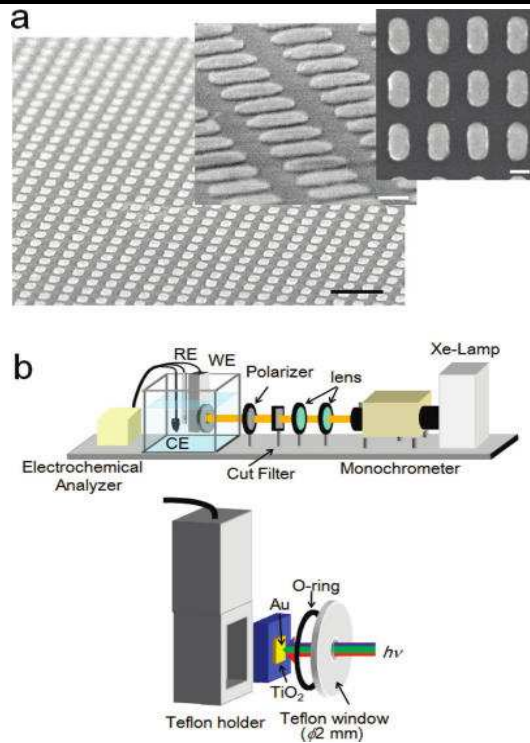 a
b
Xe-Lamp
RE
WE
Polarizer
lens
CE
Electrochemical
Analyzer
Cut Filter
Monochrometer
O-ring
Au
hν
TiO₂
Teflon holder
Teflon window
(ϕ2 mm)